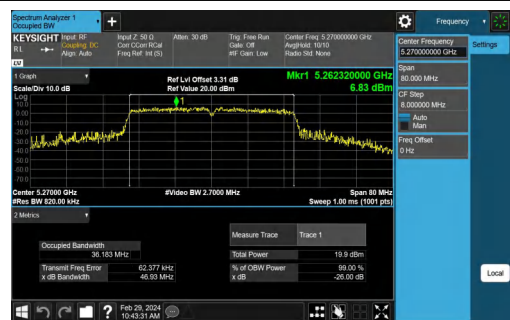 Spectrum Analyzer 1
Occupied BW
Frequency
KEYSIGHT
RL
Input: RF
Coupling: DC
Align: Auto
Input Z: 50 Ω
Corr CCorr RCal
Freq Ref: Int (S)
Atten: 30 dB
Trig: Free Run
Gate: Off
#IF Gain: Low
Center Freq: 5.270000000 GHz
Avg|Hold: 10/10
Radio Std: None
Center Frequency
5.270000000 GHz
Settings
Span
80.000 MHz
CF Step
8.000000 MHz
Auto
Man
Freq Offset
0 Hz
1 Graph
Scale/Div 10.0 dB
Ref Lvl Offset 3.31 dB
Ref Value 20.00 dBm
Mkr1 5.262320000 GHz
6.83 dBm
Log
10.0
0.00
-10.0
-20.0
-30.0
-40.0
-50.0
-60.0
-70.0
1
Center 5.27000 GHz
#Res BW 820.00 kHz
#Video BW 2.7000 MHz
Span 80 MHz
Sweep 1.00 ms (1001 pts)
2 Metrics
Measure Trace Trace 1
Occupied Bandwidth
36.183 MHz
Total Power 19.9 dBm
Transmit Freq Error 62.377 kHz
% of OBW Power 99.00 %
x dB Bandwidth 46.93 MHz
x dB -26.00 dB
Local
Feb 29, 2024
10:43:31 AM